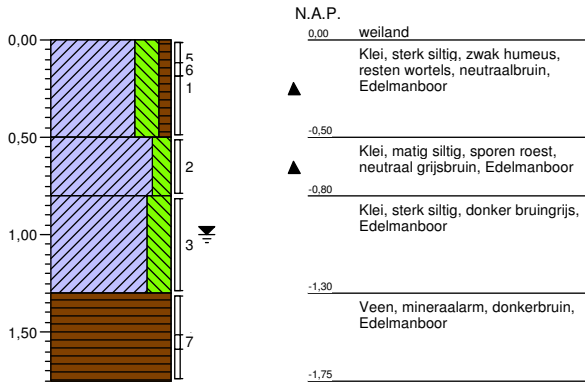 N.A.P.
0,00
0,00 weiland
Klei, sterk siltig, zwak humeus,
resten wortels, neutraalbruin,
Edelmanboor
5
6
1
0,50
-0,50
Klei, matig siltig, sporen roest,
neutraal grijsbruin, Edelmanboor
2
-0,80
Klei, sterk siltig, donker bruingrijs,
Edelmanboor
1,00
3
-1,30
Veen, mineraalarm, donkerbruin,
Edelmanboor
1,50
7
-1,75